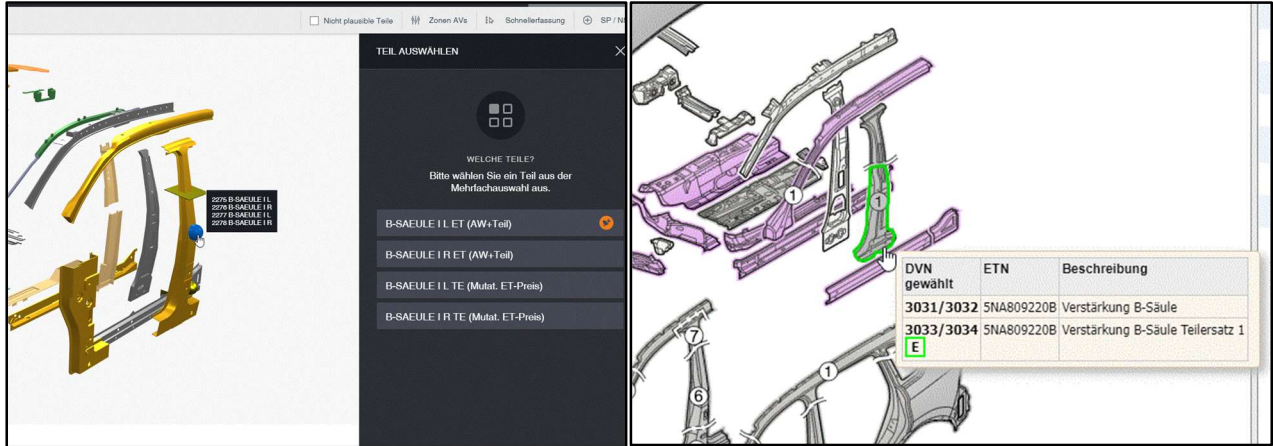 Nicht plausible Teile
Zonen AVs
Schnellerfassung
SP / NI
TEIL AUSWÄHLEN
WELCHE TEILE?
Bitte wählen Sie ein Teil aus der
Mehrfachauswahl aus.
B-SAEULE I L ET (AW+Teil)
B-SAEULE I R ET (AW+Teil)
B-SAEULE I L TE (Mutat. ET-Preis)
B-SAEULE I R TE (Mutat. ET-Preis)
2275 B-SAEULE I L
2276 B-SAEULE I R
2277 B-SAEULE I L
2278 B-SAEULE I R
1
1
DVN gewählt ETN Beschreibung
3031/3032 5NA809220B Verstärkung B-Säule
3033/3034 5NA809220B Verstärkung B-Säule Teilersatz 1
E
7
1
6